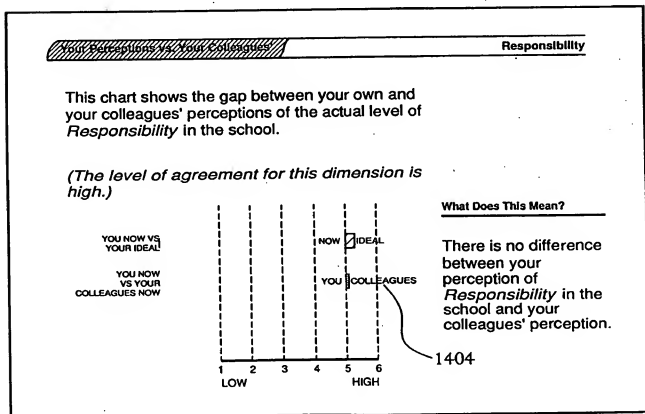 Your Perceptions vs. Your Colleagues'
Responsibility
This chart shows the gap between your own and
your colleagues' perceptions of the actual level of
Responsibility in the school.
(The level of agreement for this dimension is
high.)
What Does This Mean?
There is no difference
between your
perception of
Responsibility in the
school and your
colleagues' perception.
YOU NOW VS
YOUR IDEAL
NOW IDEAL
YOU NOW
VS YOUR
COLLEAGUES NOW
YOU COLLEAGUES
1404
1 2 3 4 5 6
LOW HIGH